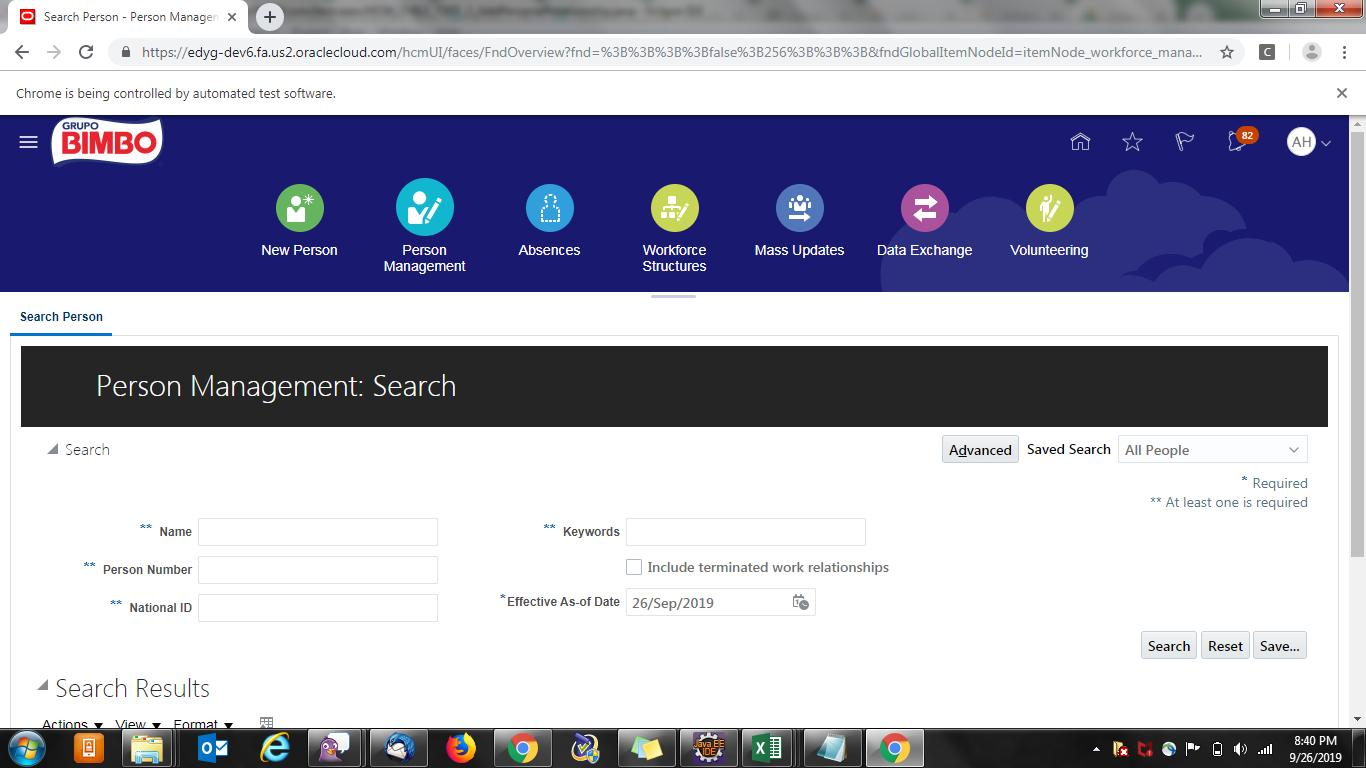 Search Person - Person Managen
https://edyg-dev6.fa.us2.oraclecloud.com/hcmUI/faces/FndOverview?fnd=%3B%3B%3B%3Bfalse%3B256%3B%3B%3B&fndGlobalItemNodeId=itemNode_workforce_mana...
C
Chrome is being controlled by automated test software.
GRUPO
BIMBO
82
AH
New Person
Person
Management
Absences
Workforce
Structures
Mass Updates
Data Exchange
Volunteering
Search Person
Person Management: Search
Search
Advanced Saved Search All People
* Required
** At least one is required
** Name
** Keywords
** Person Number
Include terminated work relationships
** National ID
*Effective As-of Date 26/Sep/2019
Search Reset Save...
Search Results
Actions View Format
Java EE
IDE
8:40 PM
9/26/2019